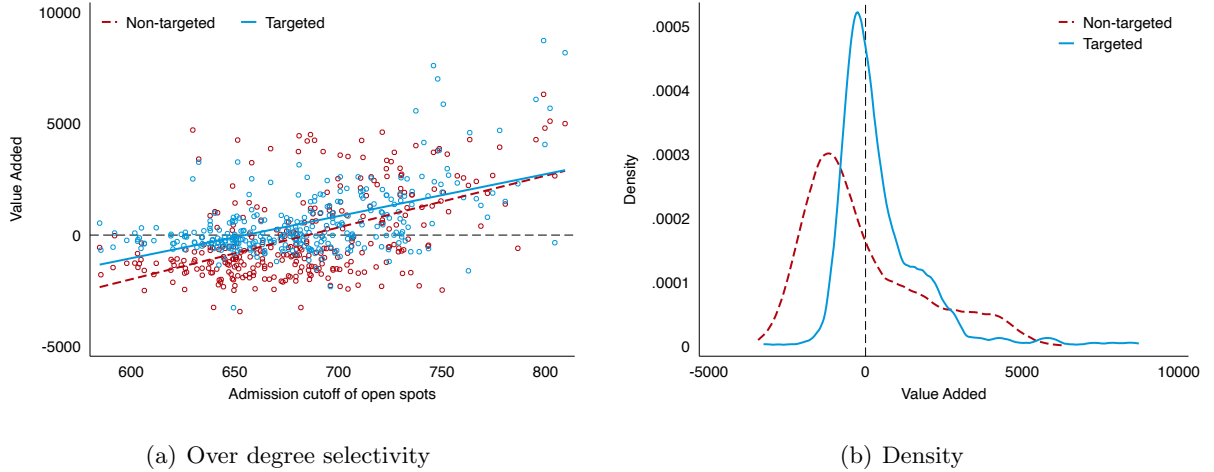 Non-targeted
Targeted
10000
5000
0
-5000
Value Added
600
650
700
750
800
Admission cutoff of open spots
(a) Over degree selectivity
Non-targeted
Targeted
.0005
.0004
.0003
.0002
.0001
0
Density
-5000
0
5000
10000
Value Added
(b) Density